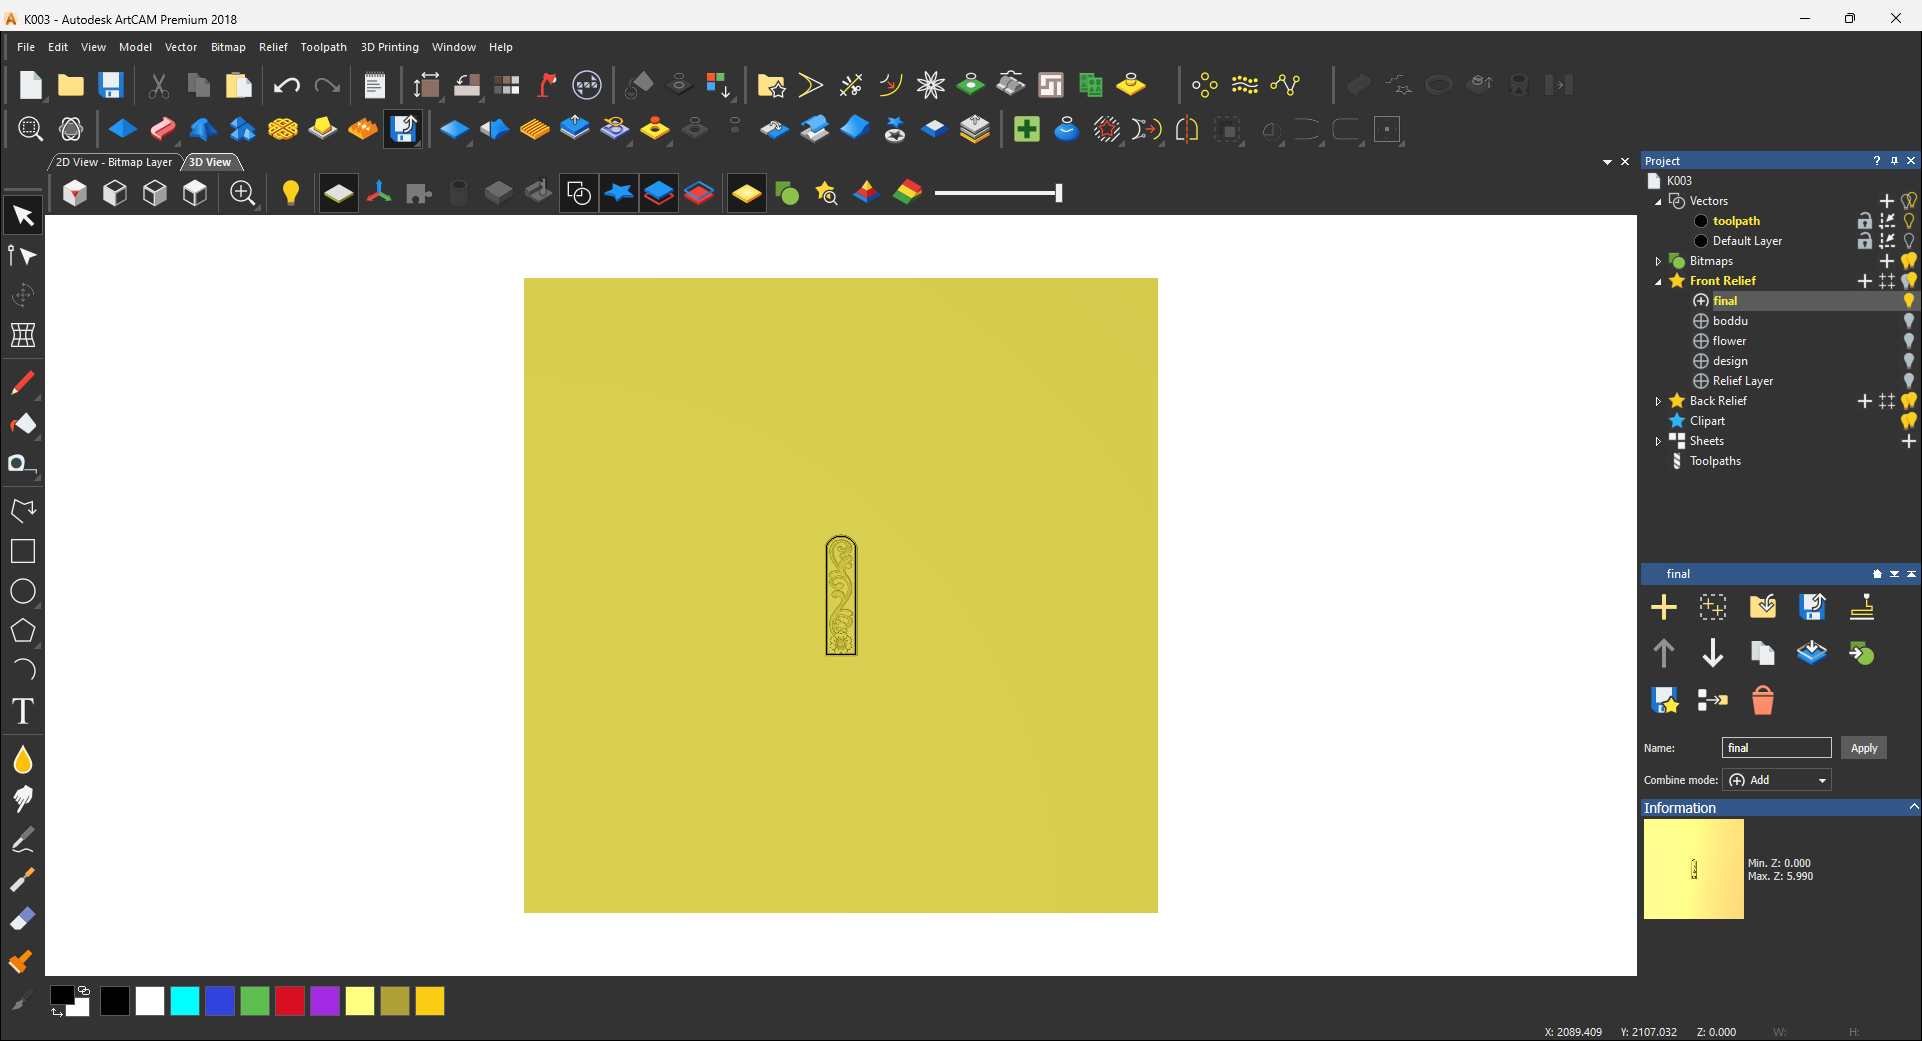 K003 - Autodesk ArtCAM Premium 2018
File Edit View Model Vector Bitmap Relief Toolpath 3D Printing Window Help
2D View - Bitmap Layer 3D View
Project
K003
Vectors
toolpath
Default Layer
Bitmaps
Front Relief
final
boddu
flower
design
Relief Layer
Back Relief
Clipart
Sheets
Toolpaths
final
Name: final Apply
Combine mode: Add
Information
Min. Z: 0.000
Max. Z: 5.990
X: 2089.409 Y: 2107.032 Z: 0.000 W: H: